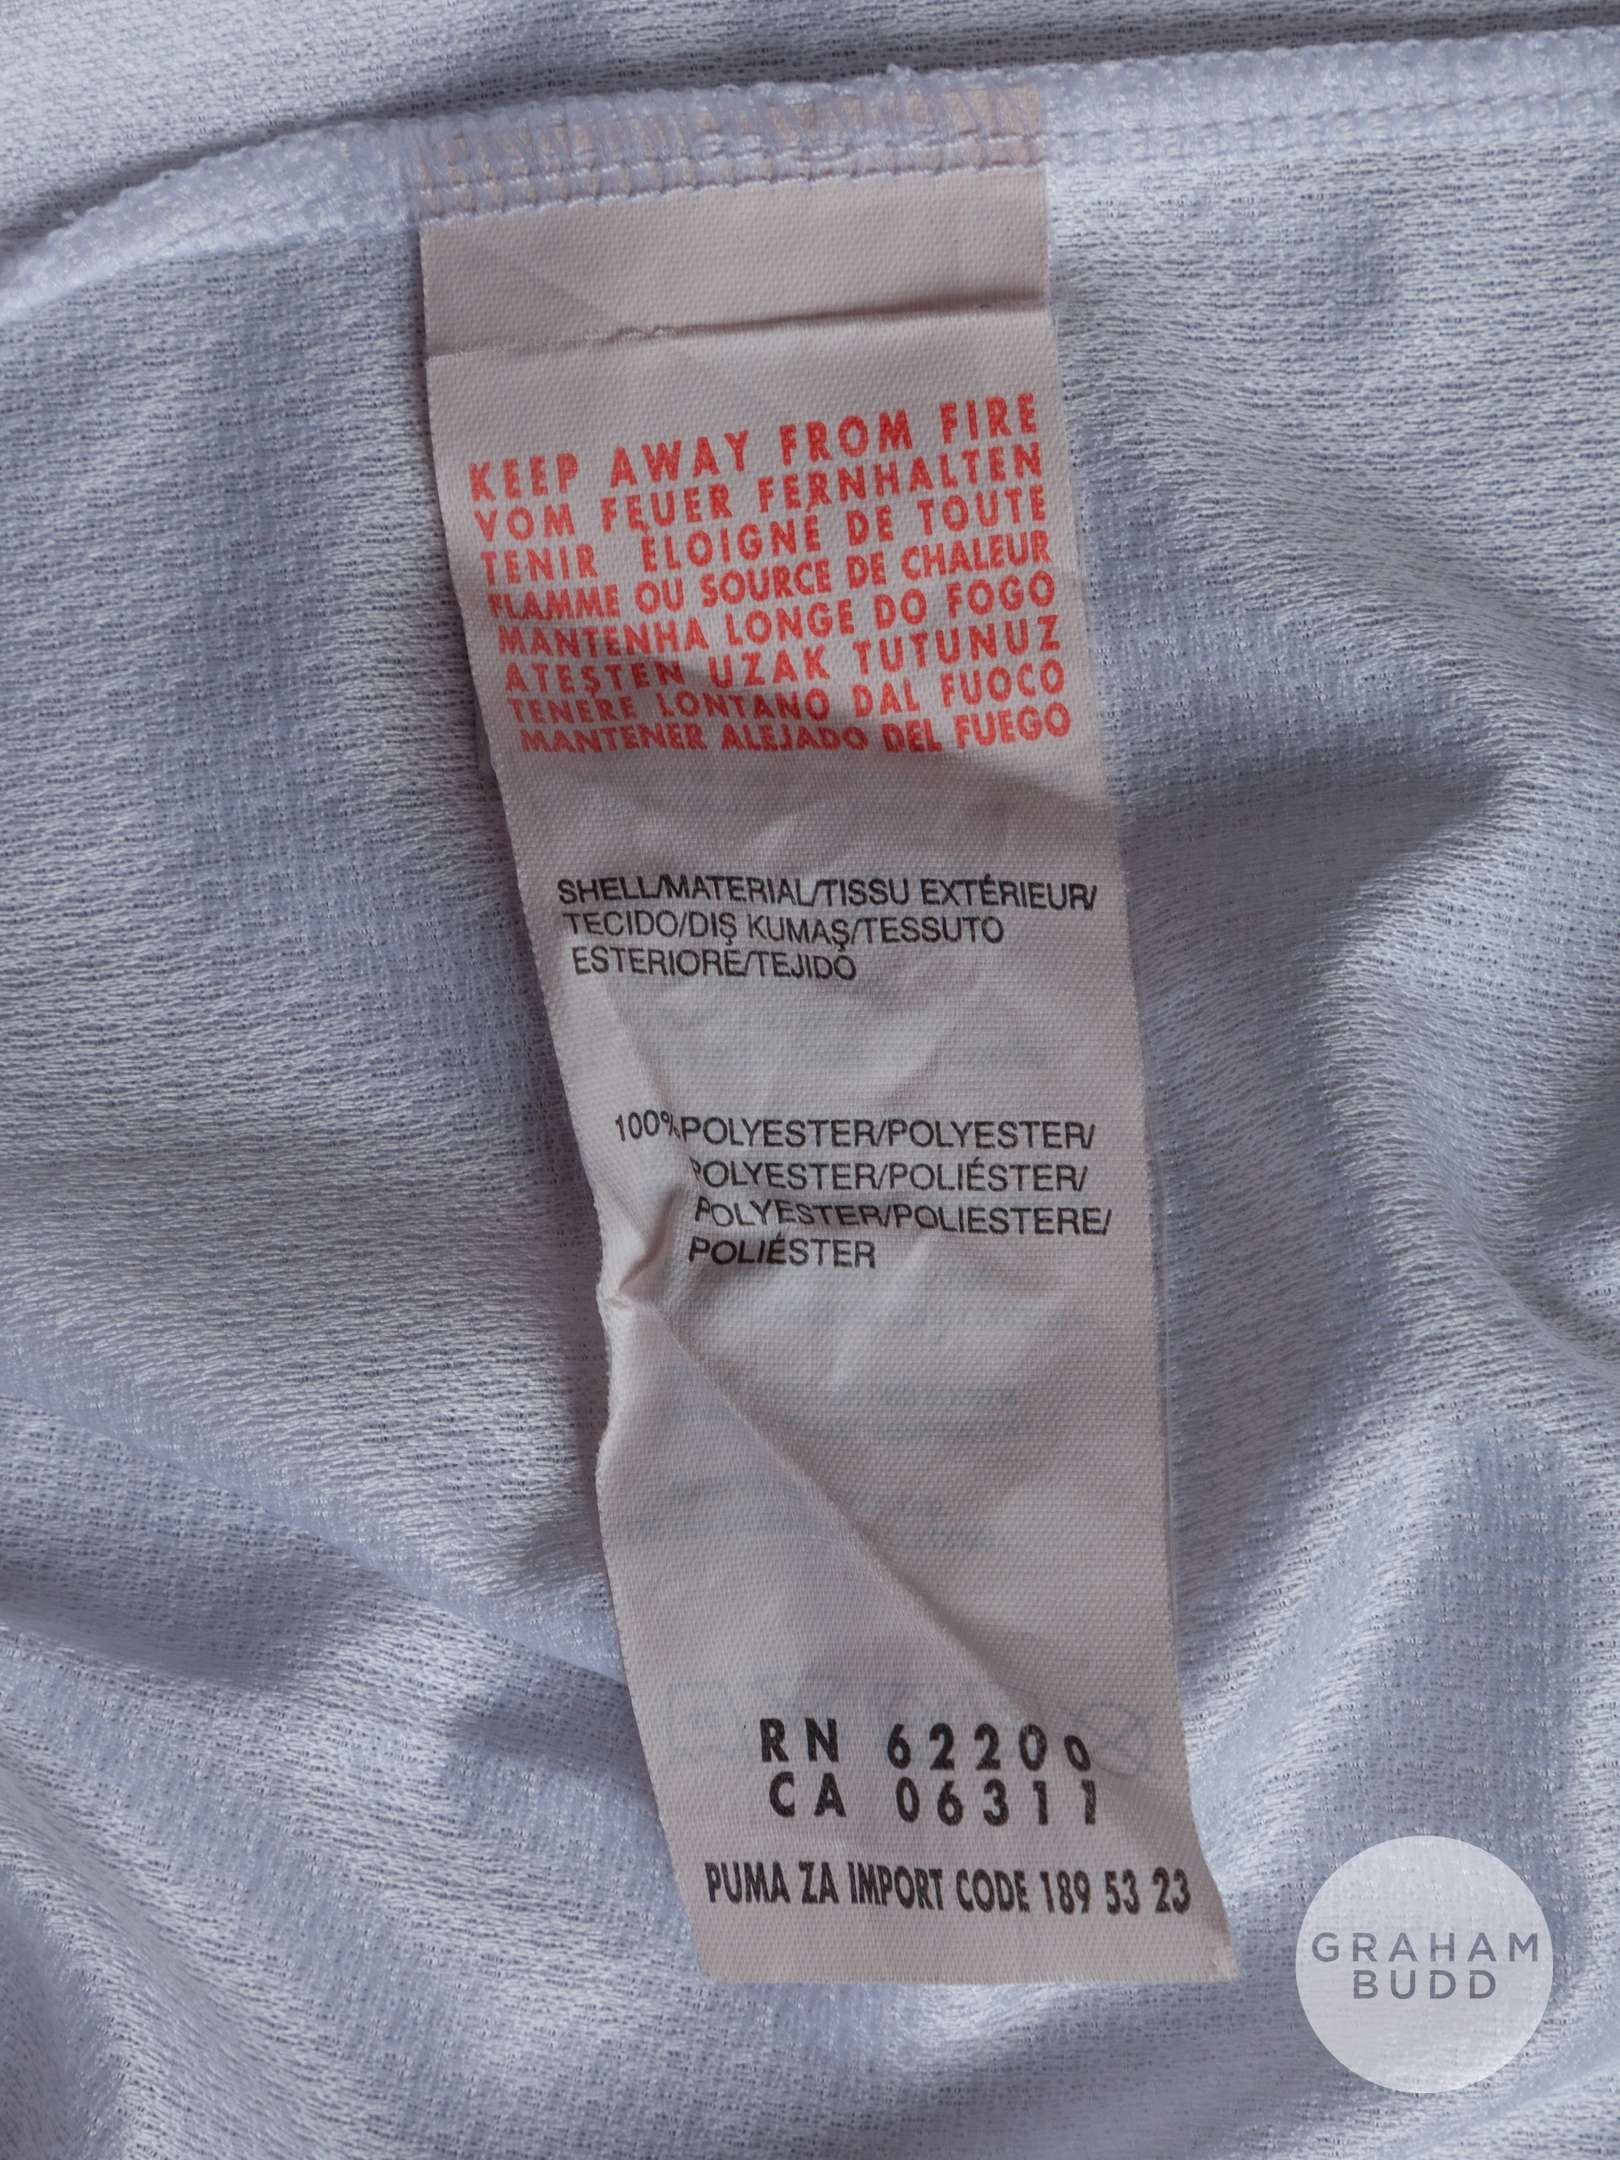 KEEP AWAY FROM FIRE
VOM FEUER FERNHALTEN
TENIR ÉLOIGNÉ DE TOUTE
FLAMME OU SOURCE DE CHALEUR
MANTENHA LONGE DO FOGO
ATEŞTEN UZAK TUTUNUZ
TENERE LONTANO DAL FUOCO
MANTENER ALEJADO DEL FUEGO
SHELL/MATERIAL/TISSU EXTÉRIEUR/
TECIDO/DIŞ KUMAŞ/TESSUTO
ESTERIORE/TEJIDO
100% POLYESTER/POLYESTER/
POLYESTER/POLIÉSTER/
POLYESTER/POLIESTERE/
POLIÉSTER
RN 62200
CA 06311
PUMA ZA IMPORT CODE 189 53 23
GRAHAM
BUDD